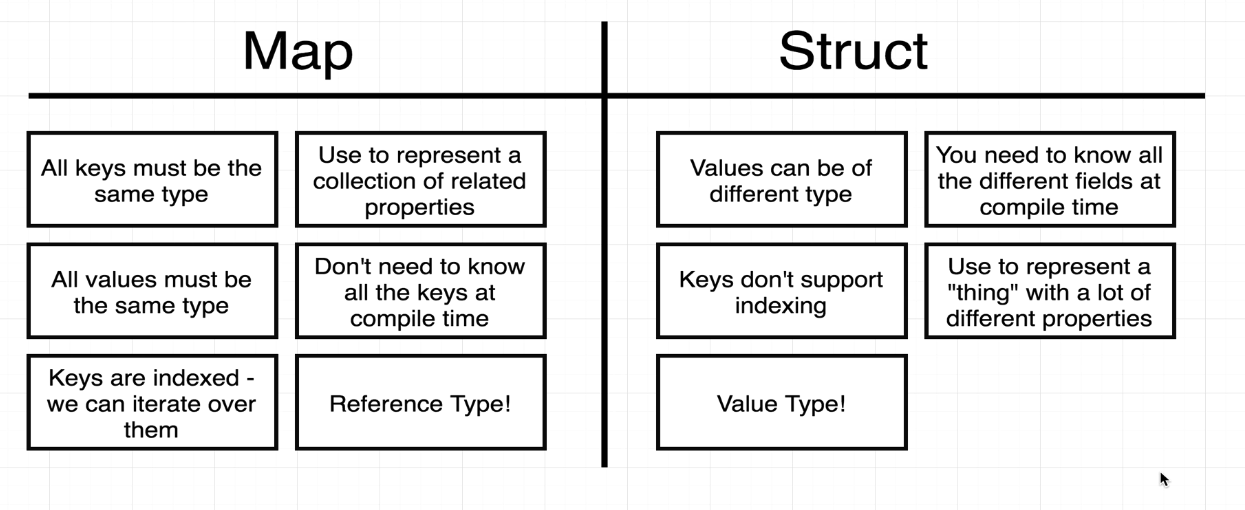 Map
Struct
All keys must be the
same type
Use to represent a
collection of related
properties
Values can be of
different type
You need to know all
the different fields at
compile time
All values must be
the same type
Don't need to know
all the keys at
compile time
Keys don't support
indexing
Use to represent a
"thing" with a lot of
different properties
Keys are indexed -
we can iterate over
them
Reference Type!
Value Type!